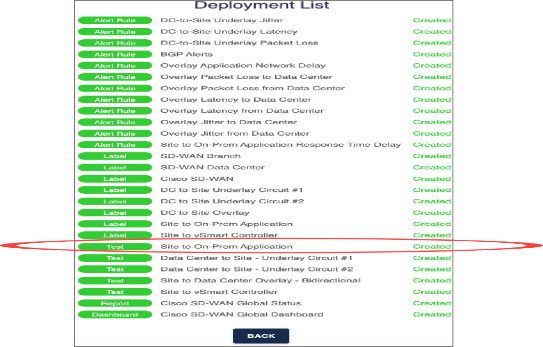 Deployment List
Alert Rule DC-to-Site Underlay Jitter Created
Alert Rule DC-to-Site Underlay Latency Created
Alert Rule DC-to-Site Underlay Packet Loss Created
Alert Rule BGP Alerts Created
Alert Rule Overlay Application Network Delay Created
Alert Rule Overlay Packet Loss to Data Center Created
Alert Rule Overlay Packet Loss from Data Center Created
Alert Rule Overlay Latency to Data Center Created
Alert Rule Overlay Latency from Data Center Created
Alert Rule Overlay Jitter to Data Center Created
Alert Rule Overlay Jitter from Data Center Created
Alert Rule Site to On-Prem Application Response Time Delay Created
Label SD-WAN Branch Created
Label SD-WAN Data Center Created
Label Cisco SD-WAN Created
Label DC to Site Underlay Circuit #1 Created
Label DC to Site Underlay Circuit #2 Created
Label DC to Site Overlay Created
Label Site to On-Prem Application Created
Label Site to vSmart Controller Created
Test Site to On-Prem Application Created
Test Data Center to Site - Underlay Circuit #1 Created
Test Data Center to Site - Underlay Circuit #2 Created
Test Site to Data Center Overlay - Bidirectional Created
Test Site to vSmart Controller Created
Report Cisco SD-WAN Global Status Created
Dashboard Cisco SD-WAN Global Dashboard Created
BACK